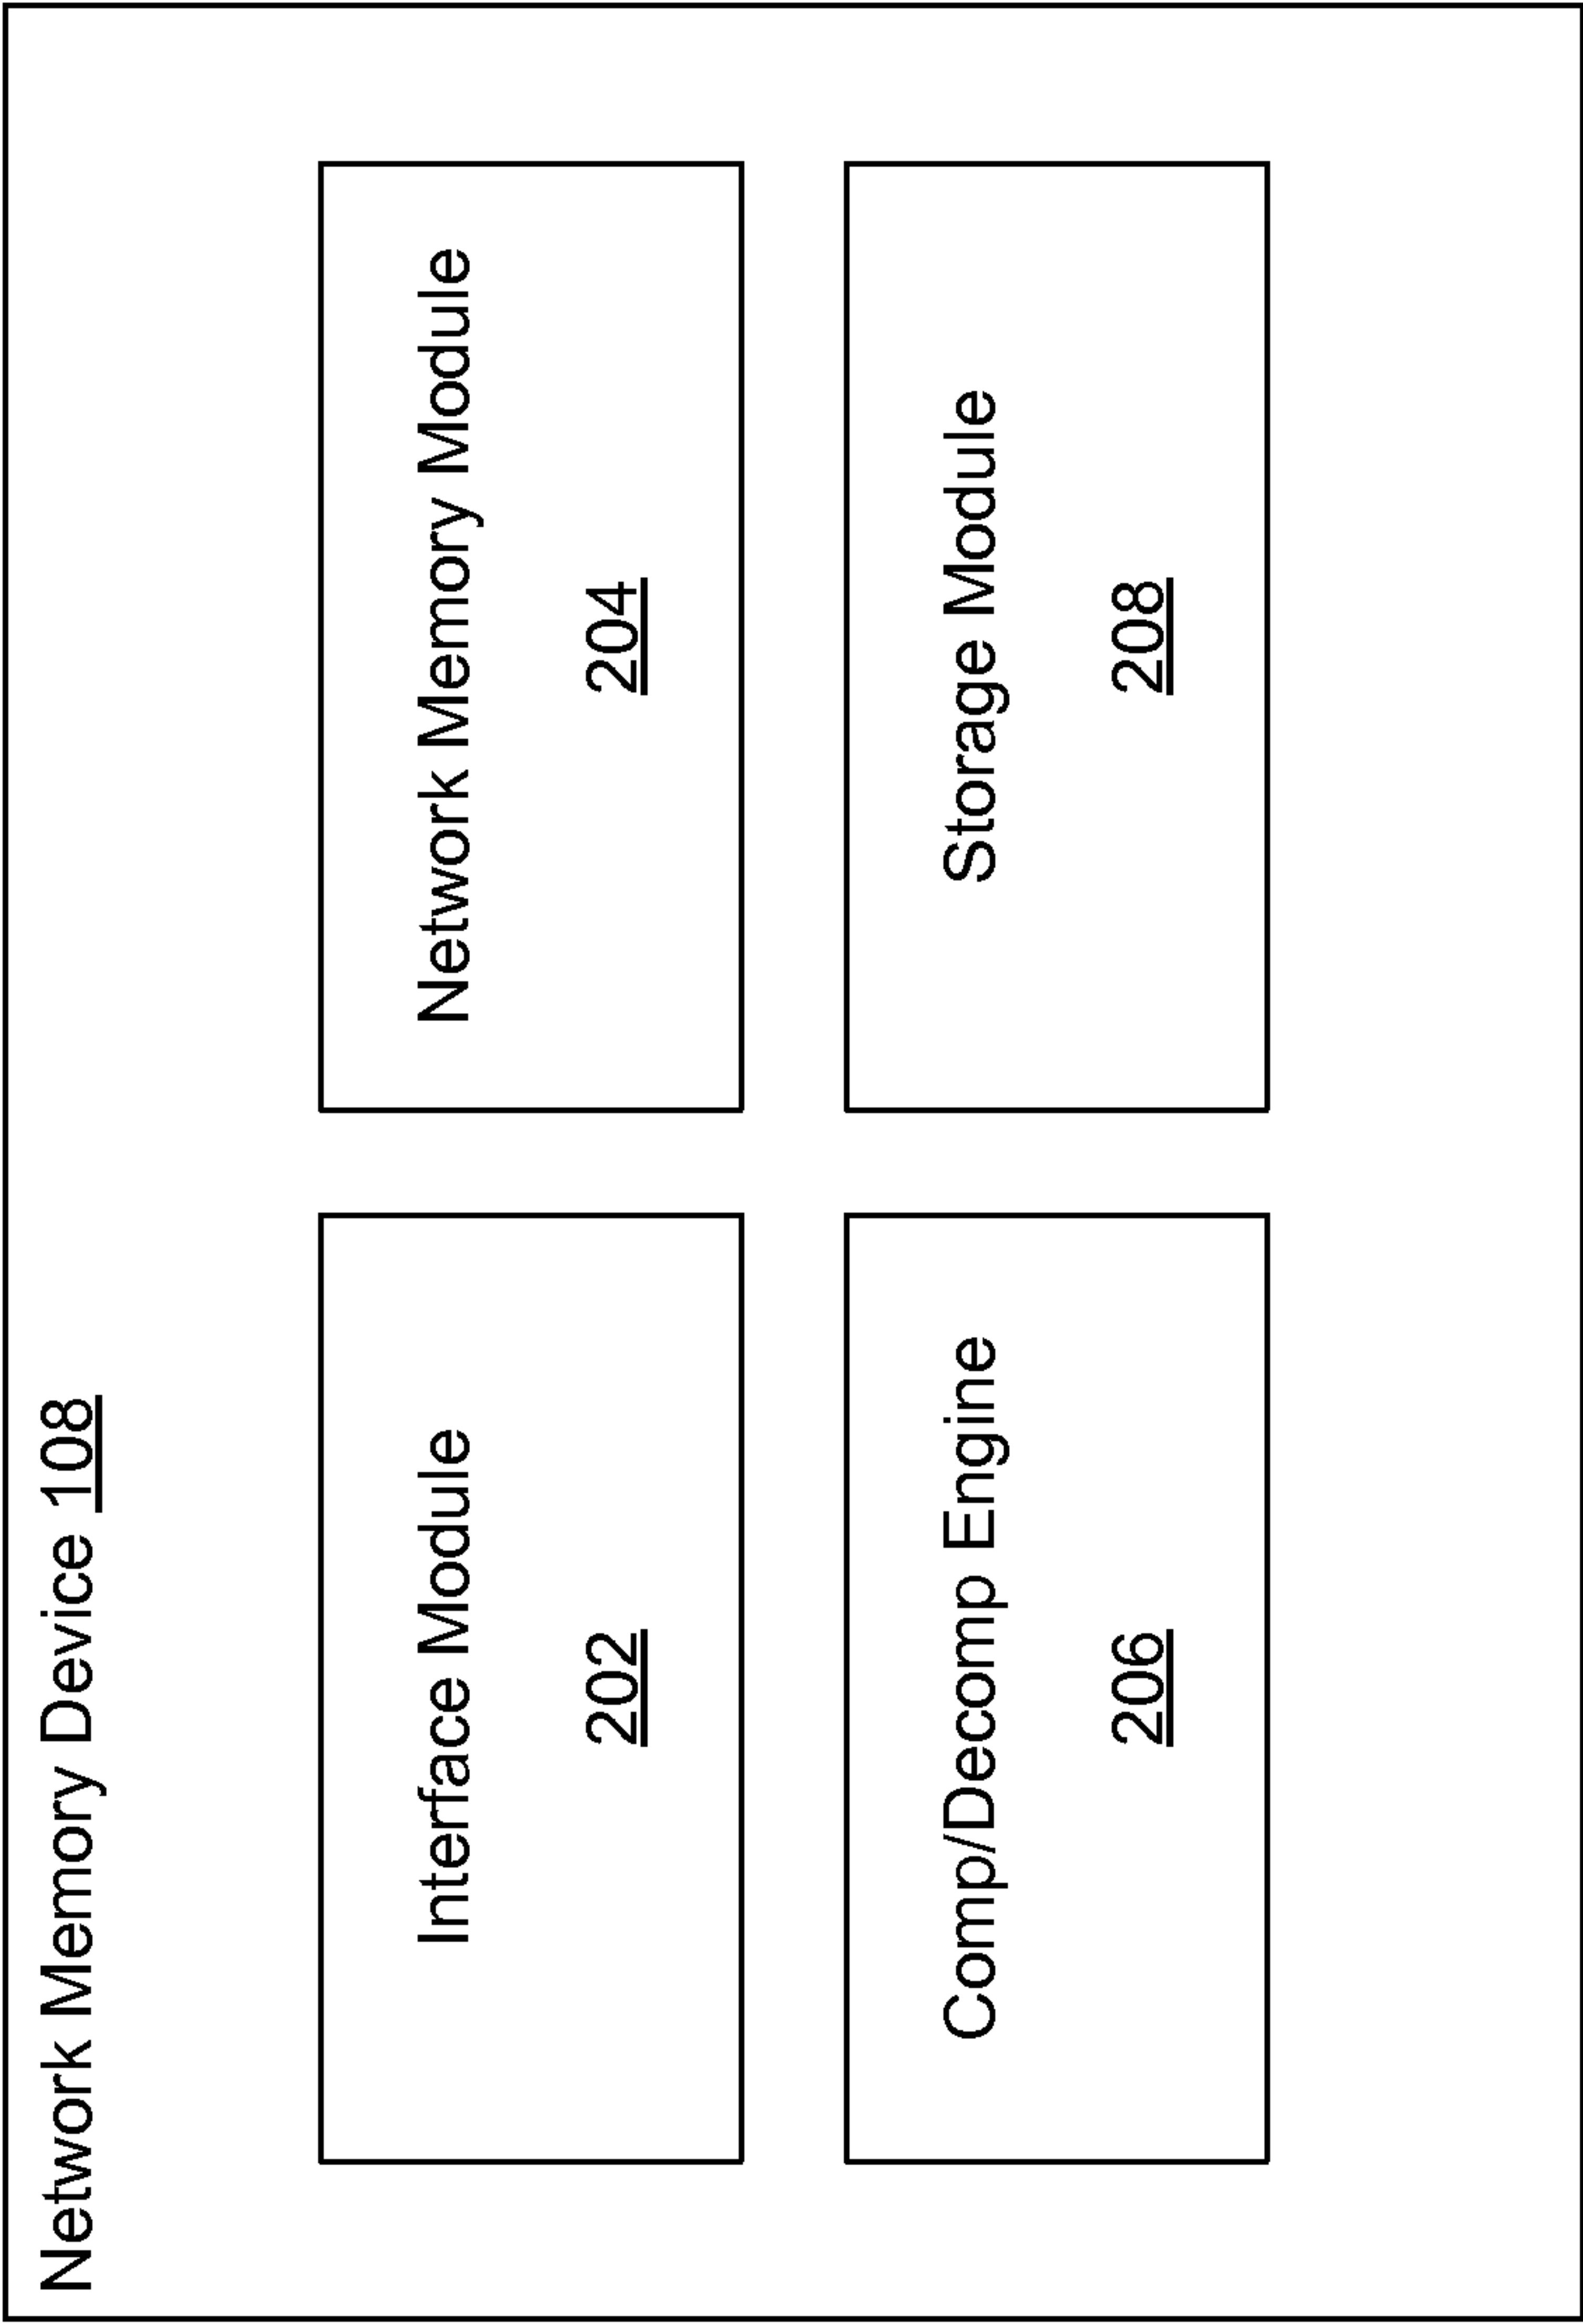 Network Memory Device 108
Interface Module
202
Network Memory Module
204
Comp/Decomp Engine
206
Storage Module
208